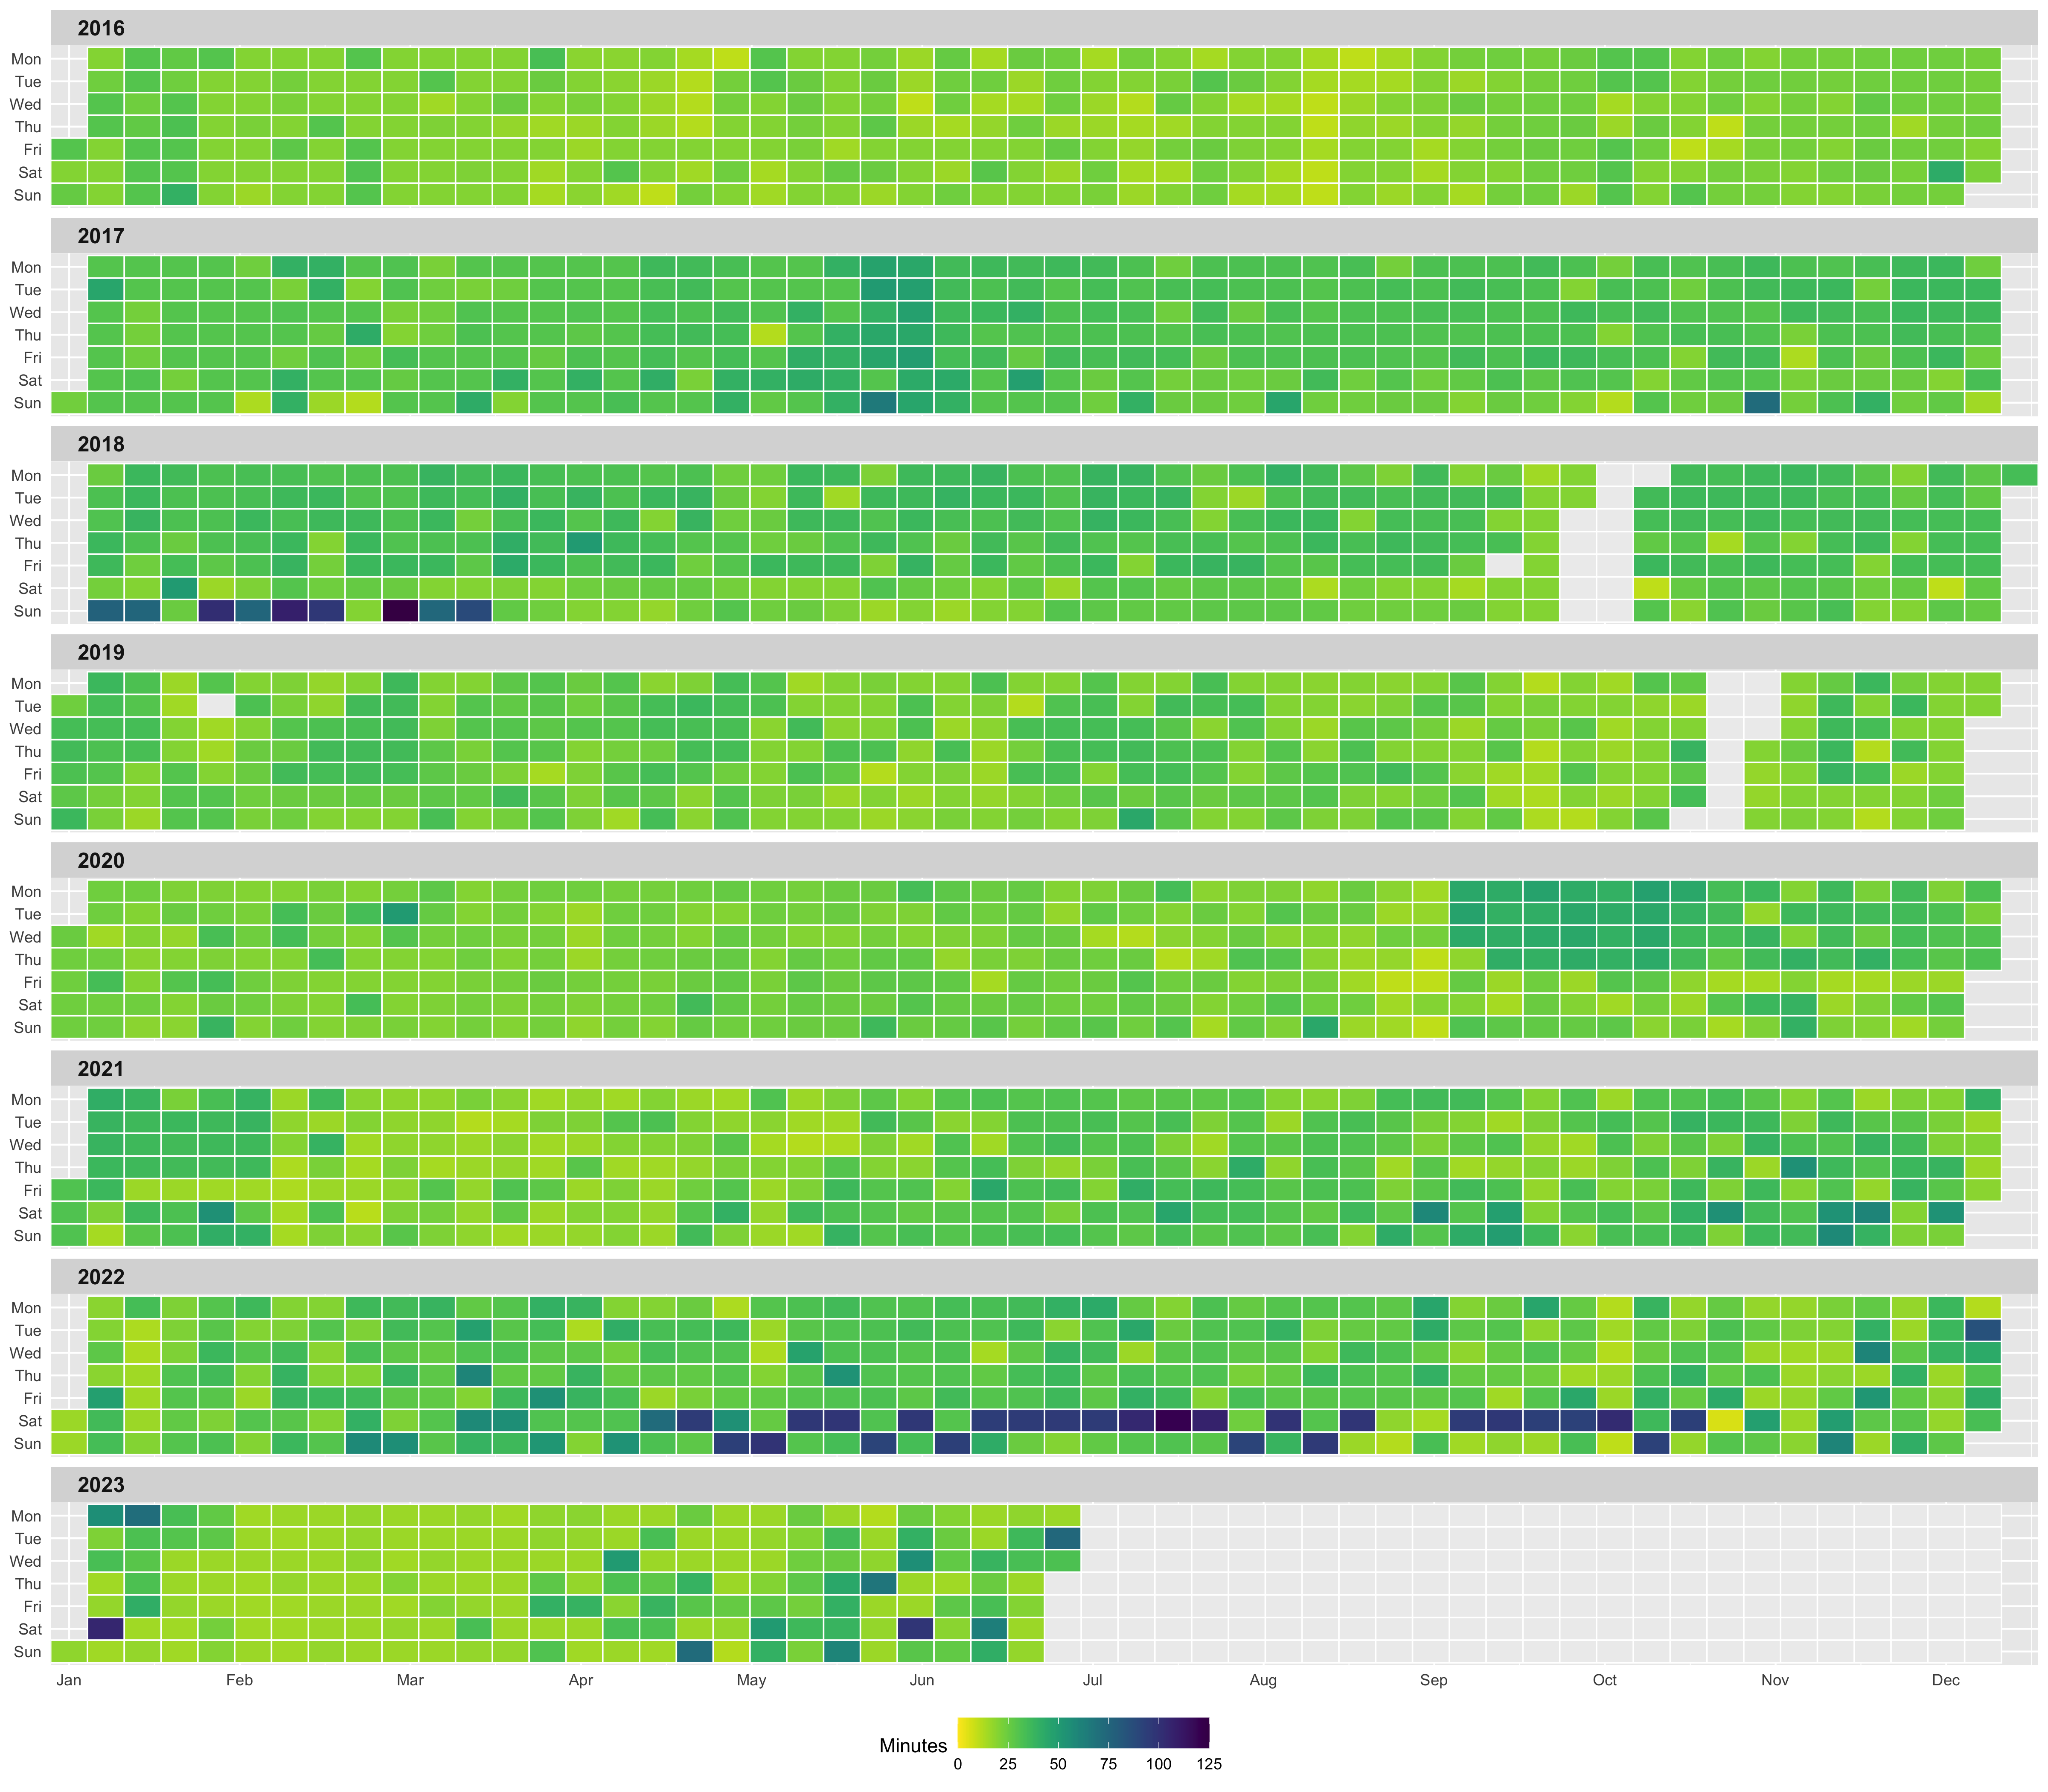 2016
Mon
Tue
Wed
Thu
Fri
Sat
Sun
2017
Mon
Tue
Wed
Thu
Fri
Sat
Sun
2018
Mon
Tue
Wed
Thu
Fri
Sat
Sun
2019
Mon
Tue
Wed
Thu
Fri
Sat
Sun
2020
Mon
Tue
Wed
Thu
Fri
Sat
Sun
2021
Mon
Tue
Wed
Thu
Fri
Sat
Sun
2022
Mon
Tue
Wed
Thu
Fri
Sat
Sun
2023
Mon
Tue
Wed
Thu
Fri
Sat
Sun
Jan Feb Mar Apr May Jun Jul Aug Sep Oct Nov Dec
Minutes
0 25 50 75 100 125